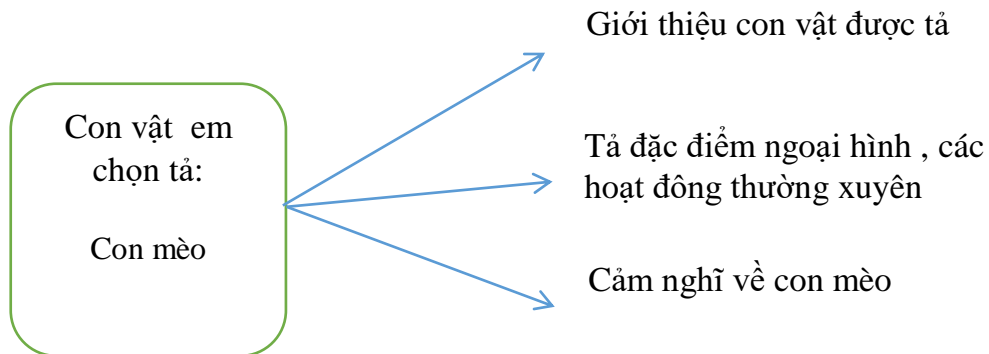 Giới thiệu con vật được tả
Con vật em
chọn tả:
Con mèo
Tả đặc điểm ngoại hình , các
hoạt đông thường xuyên
Cảm nghĩ về con mèo